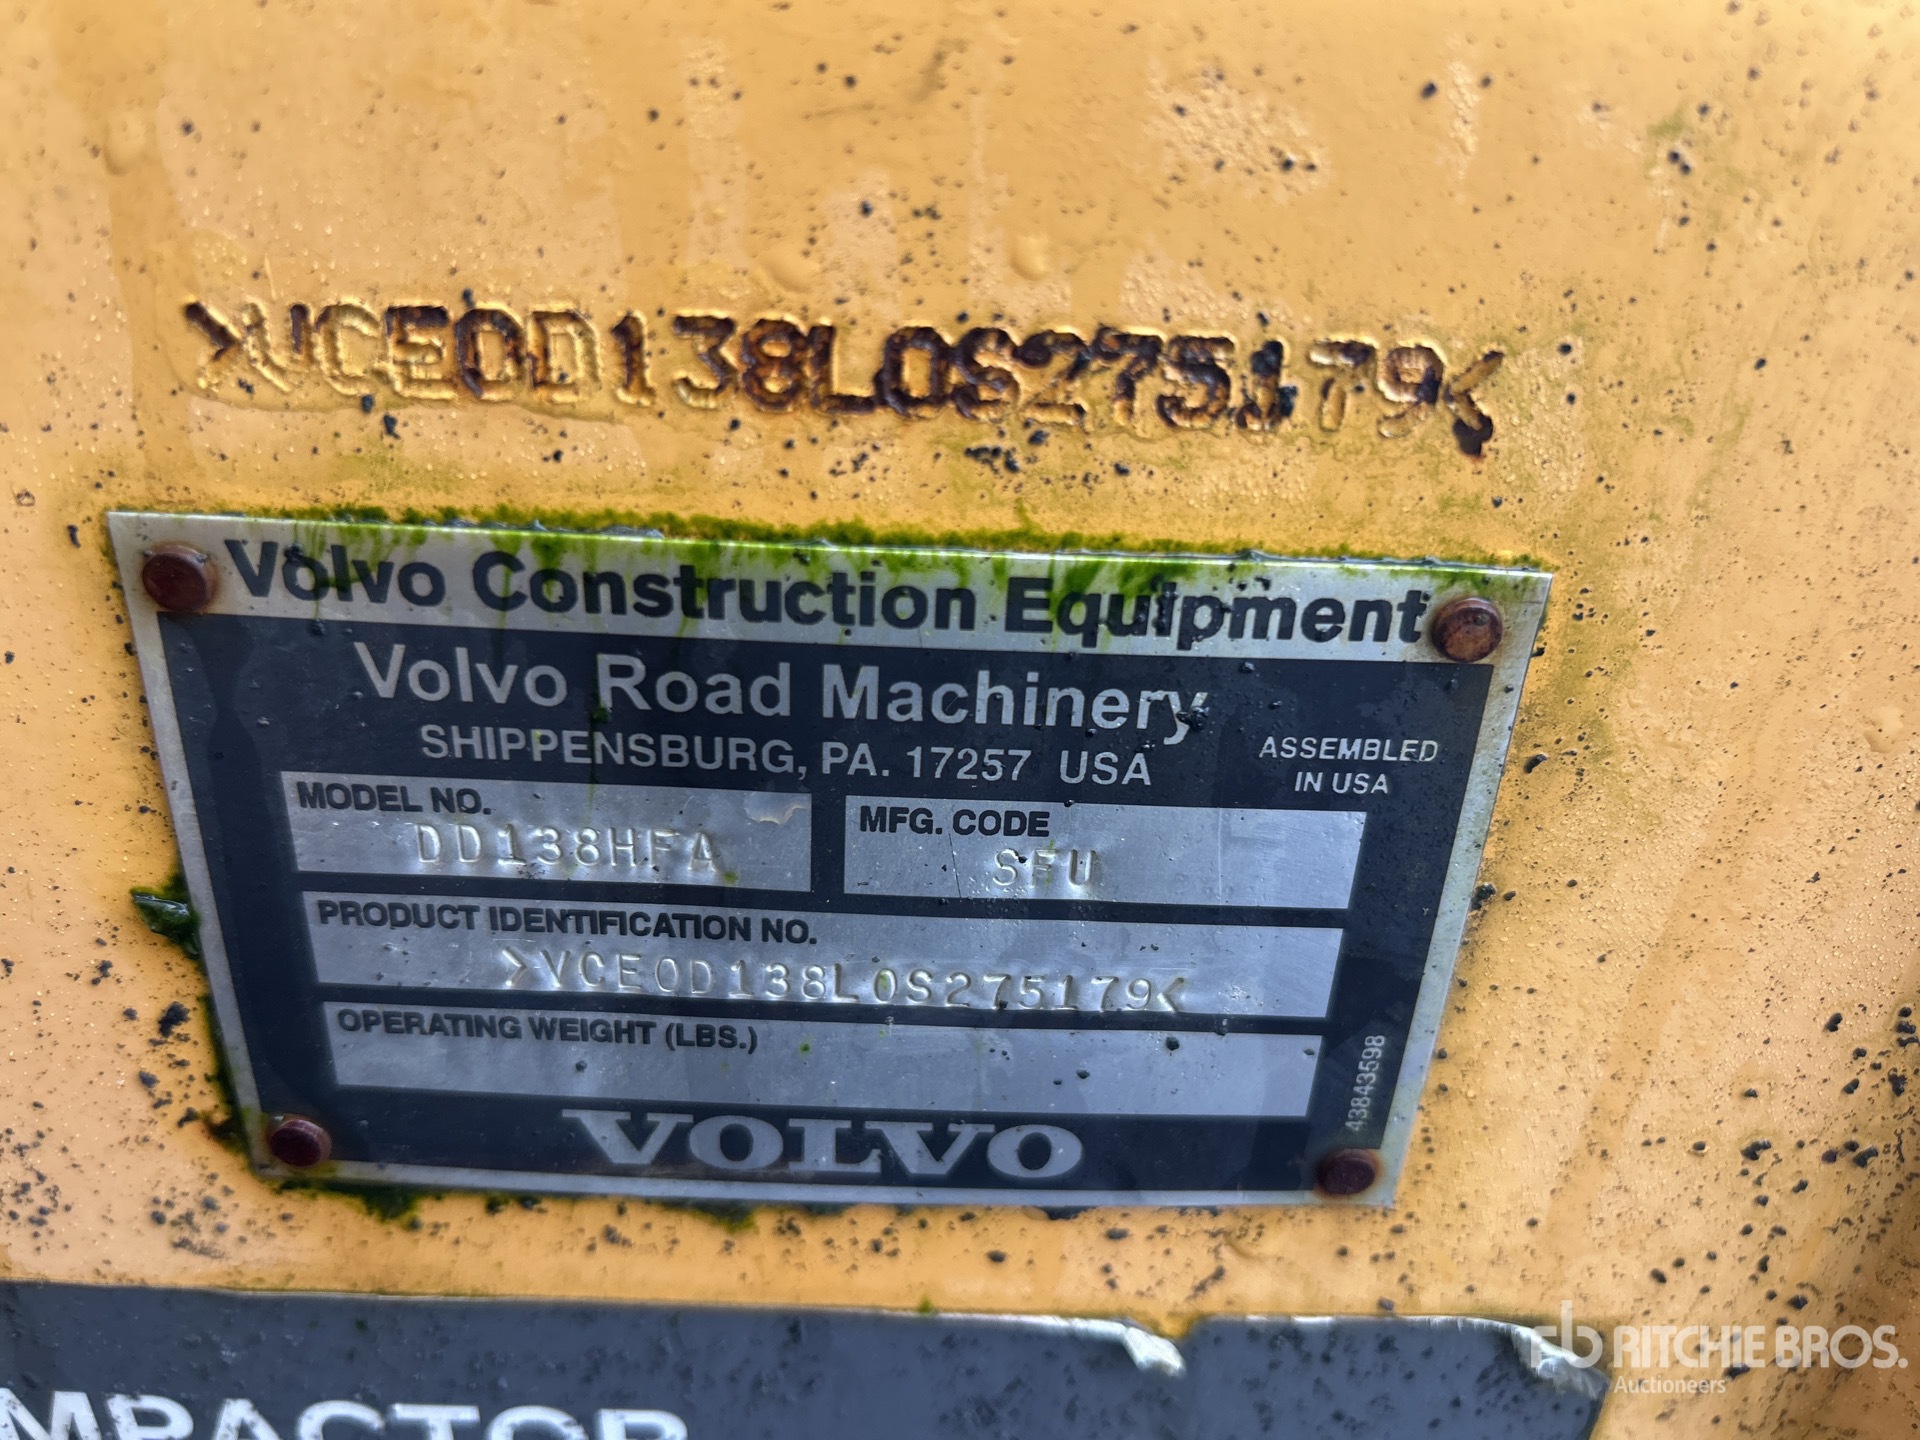 >VCE0D138L0S275179<
Volvo Construction Equipment
Volvo Road Machinery
SHIPPENSBURG, PA. 17257 USA
ASSEMBLED
IN USA
MODEL NO.
DD138HFA
MFG. CODE
SFU
PRODUCT IDENTIFICATION NO.
>VCE0D138L0S275179<
OPERATING WEIGHT (LBS.)
43843598
VOLVO
MPACTOR
rb RITCHIE BROS.
Auctioneers